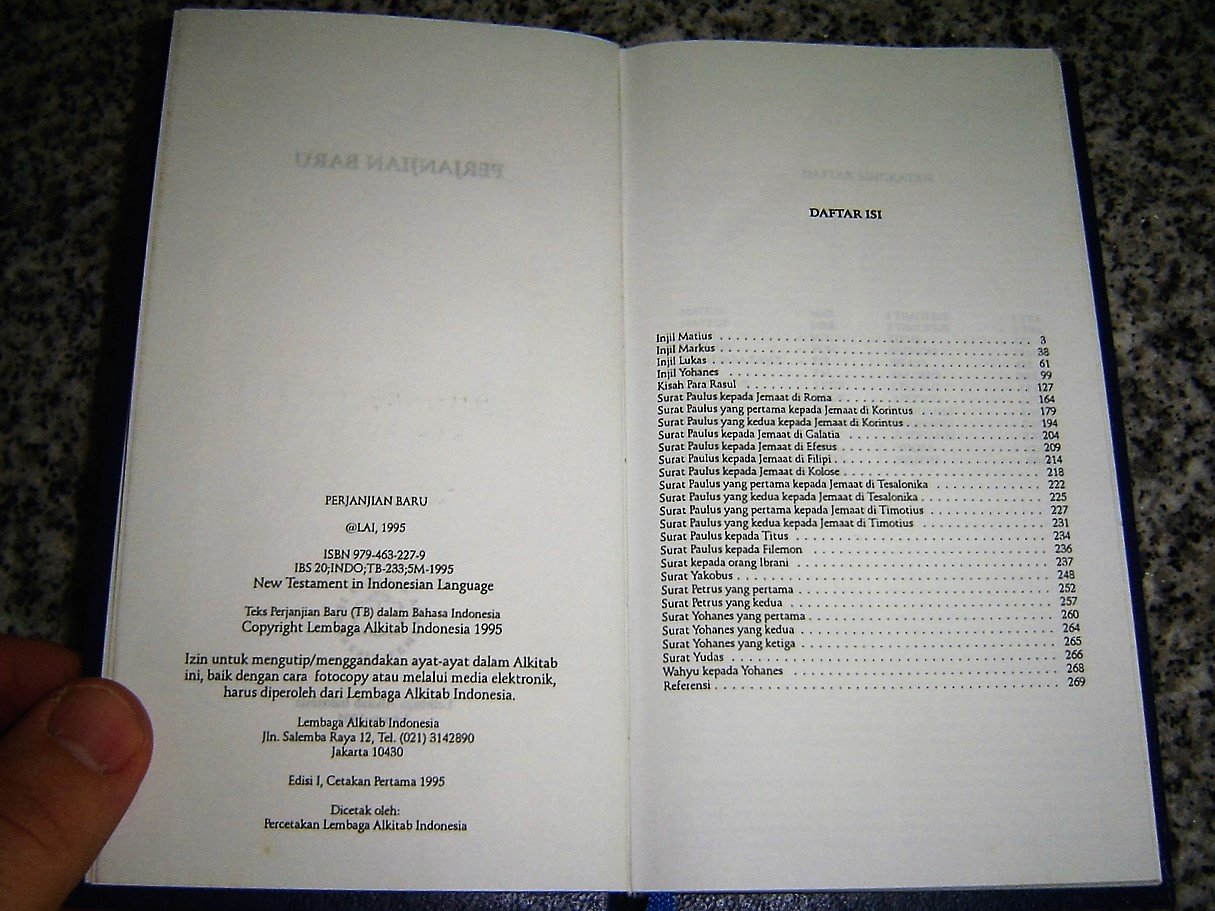 PERJANJIAN BARU
PERJANJIAN BARU
@LAI, 1995
ISBN 979-463-227-9
IBS 20;INDO;TB-233;5M-1995
New Testament in Indonesian Language
Teks Perjanjian Baru (TB) dalam Bahasa Indonesia
Copyright Lembaga Alkitab Indonesia 1995
Izin untuk mengutip/menggandakan ayat-ayat dalam Alkitab
ini, baik dengan cara fotocopy atau melalui media elektronik,
harus diperoleh dari Lembaga Alkitab Indonesia.
Lembaga Alkitab Indonesia
Jln. Salemba Raya 12, Tel. (021) 3142890
Jakarta 10430
Edisi I, Cetakan Pertama 1995
Dicetak oleh:
Percetakan Lembaga Alkitab Indonesia
DAFTAR ISI
Injil Matius . . . 3
Injil Markus . . . 38
Injil Lukas . . . 61
Injil Yohanes . . . 99
Kisah Para Rasul . . . 127
Surat Paulus kepada Jemaat di Roma . . . 164
Surat Paulus yang pertama kepada Jemaat di Korintus . . . 179
Surat Paulus yang kedua kepada Jemaat di Korintus . . . 194
Surat Paulus kepada Jemaat di Galatia . . . 204
Surat Paulus kepada Jemaat di Efesus . . . 209
Surat Paulus kepada Jemaat di Filipi . . . 214
Surat Paulus kepada Jemaat di Kolose . . . 218
Surat Paulus yang pertama kepada Jemaat di Tesalonika . . . 222
Surat Paulus yang kedua kepada Jemaat di Tesalonika . . . 225
Surat Paulus yang pertama kepada Jemaat di Timotius . . . 227
Surat Paulus yang kedua kepada Jemaat di Timotius . . . 231
Surat Paulus kepada Titus . . . 234
Surat Paulus kepada Filemon . . . 236
Surat kepada orang Ibrani . . . 237
Surat Yakobus . . . 248
Surat Petrus yang pertama . . . 252
Surat Petrus yang kedua . . . 257
Surat Yohanes yang pertama . . . 260
Surat Yohanes yang kedua . . . 264
Surat Yohanes yang ketiga . . . 265
Surat Yudas . . . 266
Wahyu kepada Yohanes . . . 268
Referensi . . . 269